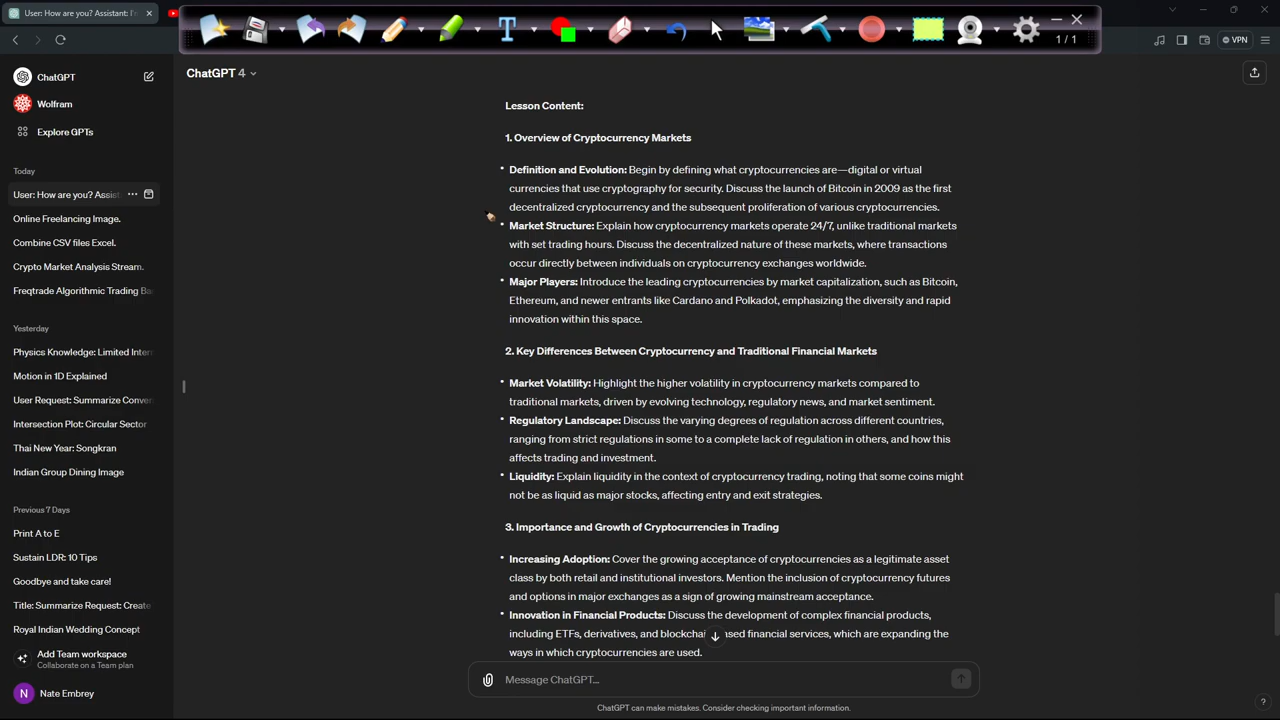 ChatGPT | User: How are you? Assistant: I'
1 / 1
VPN
ChatGPT
Wolfram
Explore GPTs
Today
User: How are you? Assist
Online Freelancing Image.
Combine CSV files Excel.
Crypto Market Analysis Stream.
Freqtrade Algorithmic Trading Ba
Yesterday
Physics Knowledge: Limited Inter
Motion in 1D Explained
User Request: Summarize Conver
Intersection Plot: Circular Sector
Thai New Year: Songkran
Indian Group Dining Image
Previous 7 Days
Print A to E
Sustain LDR: 10 Tips
Goodbye and take care!
Title: Summarize Request: Create
Royal Indian Wedding Concept
Add Team workspace
Collaborate on a Team plan
N
Nate Embrey
ChatGPT 4
Lesson Content:
1. Overview of Cryptocurrency Markets
• Definition and Evolution: Begin by defining what cryptocurrencies are—digital or virtual
currencies that use cryptography for security. Discuss the launch of Bitcoin in 2009 as the first
decentralized cryptocurrency and the subsequent proliferation of various cryptocurrencies.
• Market Structure: Explain how cryptocurrency markets operate 24/7, unlike traditional markets
with set trading hours. Discuss the decentralized nature of these markets, where transactions
occur directly between individuals on cryptocurrency exchanges worldwide.
• Major Players: Introduce the leading cryptocurrencies by market capitalization, such as Bitcoin,
Ethereum, and newer entrants like Cardano and Polkadot, emphasizing the diversity and rapid
innovation within this space.
2. Key Differences Between Cryptocurrency and Traditional Financial Markets
• Market Volatility: Highlight the higher volatility in cryptocurrency markets compared to
traditional markets, driven by evolving technology, regulatory news, and market sentiment.
• Regulatory Landscape: Discuss the varying degrees of regulation across different countries,
ranging from strict regulations in some to a complete lack of regulation in others, and how this
affects trading and investment.
• Liquidity: Explain liquidity in the context of cryptocurrency trading, noting that some coins might
not be as liquid as major stocks, affecting entry and exit strategies.
3. Importance and Growth of Cryptocurrencies in Trading
• Increasing Adoption: Cover the growing acceptance of cryptocurrencies as a legitimate asset
class by both retail and institutional investors. Mention the inclusion of cryptocurrency futures
and options in major exchanges as a sign of growing mainstream acceptance.
• Innovation in Financial Products: Discuss the development of complex financial products,
including ETFs, derivatives, and blockchai sed financial services, which are expanding the
ways in which cryptocurrencies are used.
Message ChatGPT...
ChatGPT can make mistakes. Consider checking important information.
?